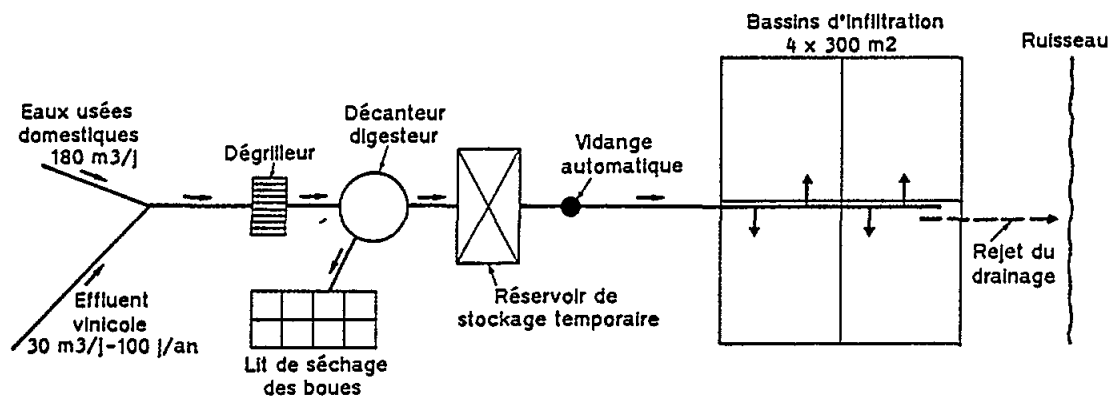 Bassins d'infiltration
4 x 300 m2
Ruisseau
Eaux usées
domestiques
180 m3/j
Dégrilleur
Décanteur
digesteur
Vidange
automatique
Effluent
vinicole
30 m3/j-100 j/an
Lit de séchage
des boues
Réservoir de
stockage temporaire
Rejet du
drainage